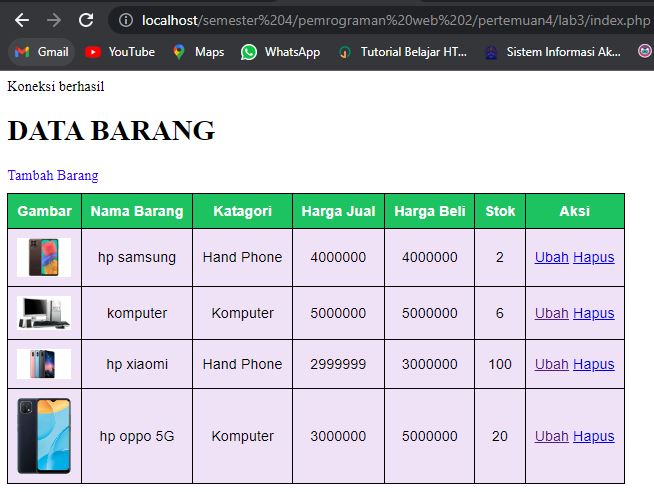 localhost/semester%204/pemrograman%20web%202/pertemuan4/lab3/index.php
Gmail YouTube Maps WhatsApp Tutorial Belajar HT... Sistem Informasi Ak...
Koneksi berhasil
DATA BARANG
Tambah Barang
Gambar Nama Barang Katagori Harga Jual Harga Beli Stok Aksi
hp samsung Hand Phone 4000000 4000000 2 Ubah Hapus
komputer Komputer 5000000 5000000 6 Ubah Hapus
hp xiaomi Hand Phone 2999999 3000000 100 Ubah Hapus
hp oppo 5G Komputer 3000000 5000000 20 Ubah Hapus